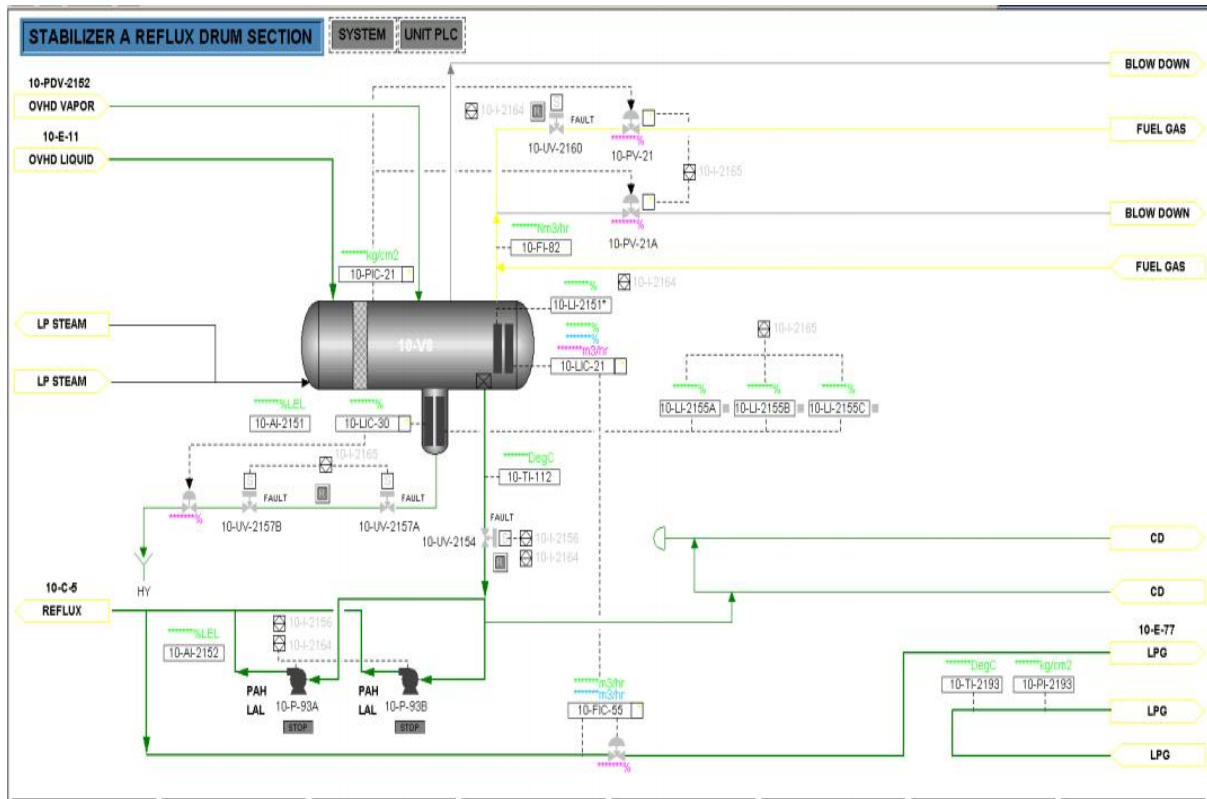 STABILIZER A REFLUX DRUM SECTION
SYSTEM
UNIT PLC
10-PDV-2152
OVHD VAPOR
10-E-11
OVHD LIQUID
LP STEAM
LP STEAM
BLOW DOWN
10-I-2164
S
R
FAULT
10-UV-2160
10-PV-21
*******%
FUEL GAS
10-I-2165
*******%
10-PV-21A
BLOW DOWN
*******Nm3/hr
10-FI-82
FUEL GAS
10-I-2164
*******kg/cm2
10-PIC-21
10-V8
*******%
10-LI-2151*
*******%
*******%
*******m3/hr
10-LIC-21
10-I-2165
*******%
*******%
*******%
10-LI-2155A
10-LI-2155B
10-LI-2155C
*******%LEL
10-AI-2151
*******%
10-LIC-30
10-I-2165
S
S
FAULT
FAULT
R
*******%
10-UV-2157B
10-UV-2157A
*******DegC
10-TI-112
FAULT
10-UV-2154
S
10-I-2156
10-I-2164
R
HY
CD
CD
10-C-5
REFLUX
10-I-2156
10-I-2164
*******%LEL
10-AI-2152
PAH
LAL
10-P-93A
STOP
PAH
LAL
10-P-93B
STOP
*******m3/hr
*******m3/hr
10-FIC-55
*******%
10-E-77
LPG
*******DegC
10-TI-2193
*******kg/cm2
10-PI-2193
LPG
LPG